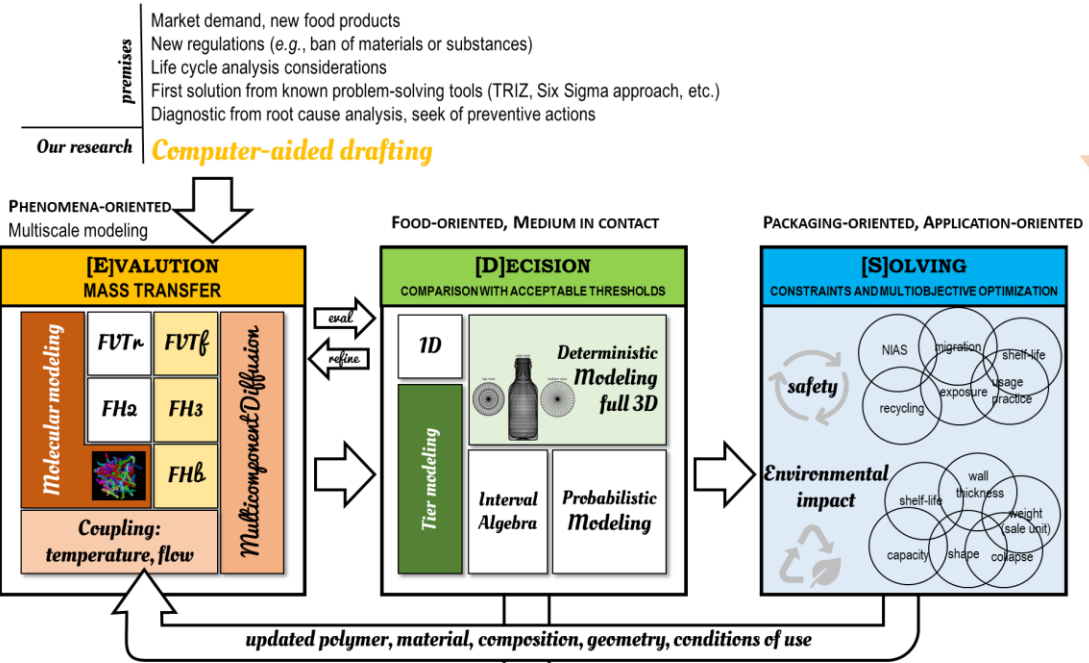 premises
Market demand, new food products
New regulations (e.g., ban of materials or substances)
Life cycle analysis considerations
First solution from known problem-solving tools (TRIZ, Six Sigma approach, etc.)
Diagnostic from root cause analysis, seek of preventive actions
Our research
Computer-aided drafting
PHENOMENA-ORIENTED
Multiscale modeling
[E]VALUTION
MASS TRANSFER
Molecular modeling
FVTr
FVTf
FH2
FH3
FHb
Multicomponent Diffusion
Coupling:
temperature, flow
eval
refine
FOOD-ORIENTED, MEDIUM IN CONTACT
[D]ECISION
COMPARISON WITH ACCEPTABLE THRESHOLDS
1D
Tier modeling
Deterministic
Modeling
full 3D
Interval
Algebra
Probabilistic
Modeling
PACKAGING-ORIENTED, APPLICATION-ORIENTED
[S]OLVING
CONSTRAINTS AND MULTIOBJECTIVE OPTIMIZATION
safety
NIAS
migration
shelf-life
recycling
exposure
usage
practice
Environmental
impact
shelf-life
wall
thickness
weight
(sale unit)
capacity
shape
collapse
updated polymer, material, composition, geometry, conditions of use